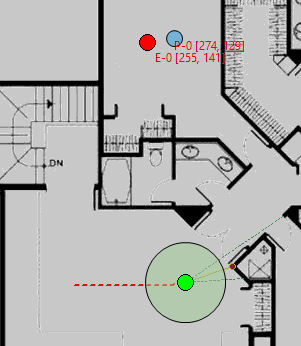 P-0 [274, 129]
E-0 [255, 141]
DN